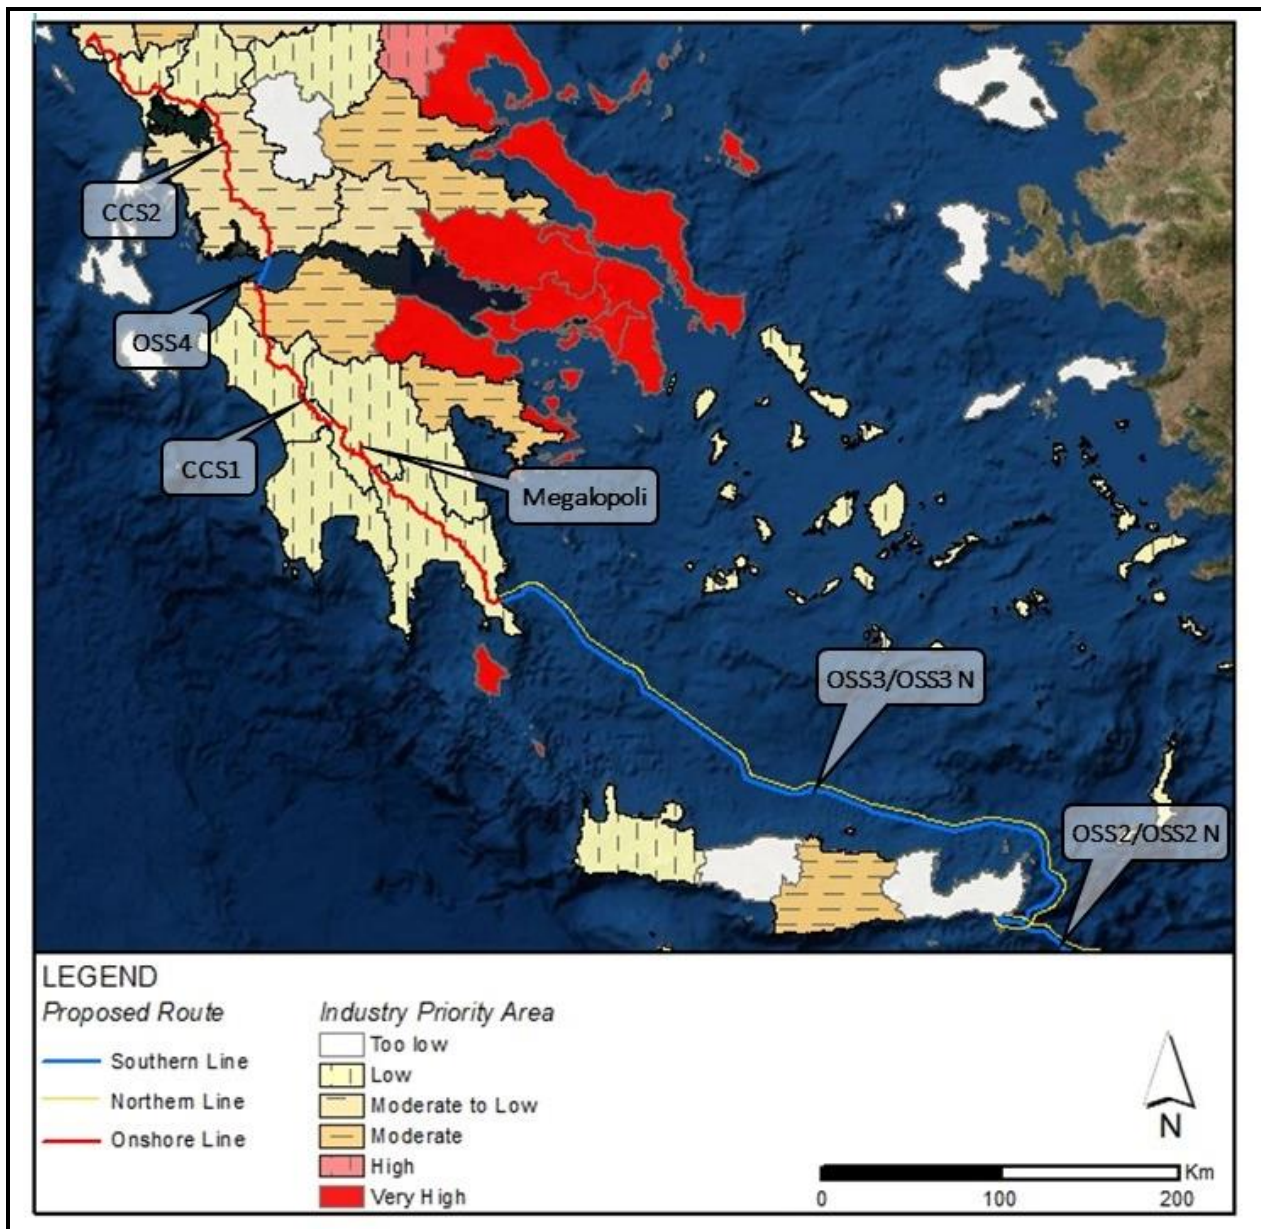 CCS2
OSS4
CCS1
Megalopoli
OSS3/OSS3 N
OSS2/OSS2 N
LEGEND
Proposed Route
Southern Line
Northern Line
Onshore Line
Industry Priority Area
Too low
Low
Moderate to Low
Moderate
High
Very High
N
Km
0 100 200